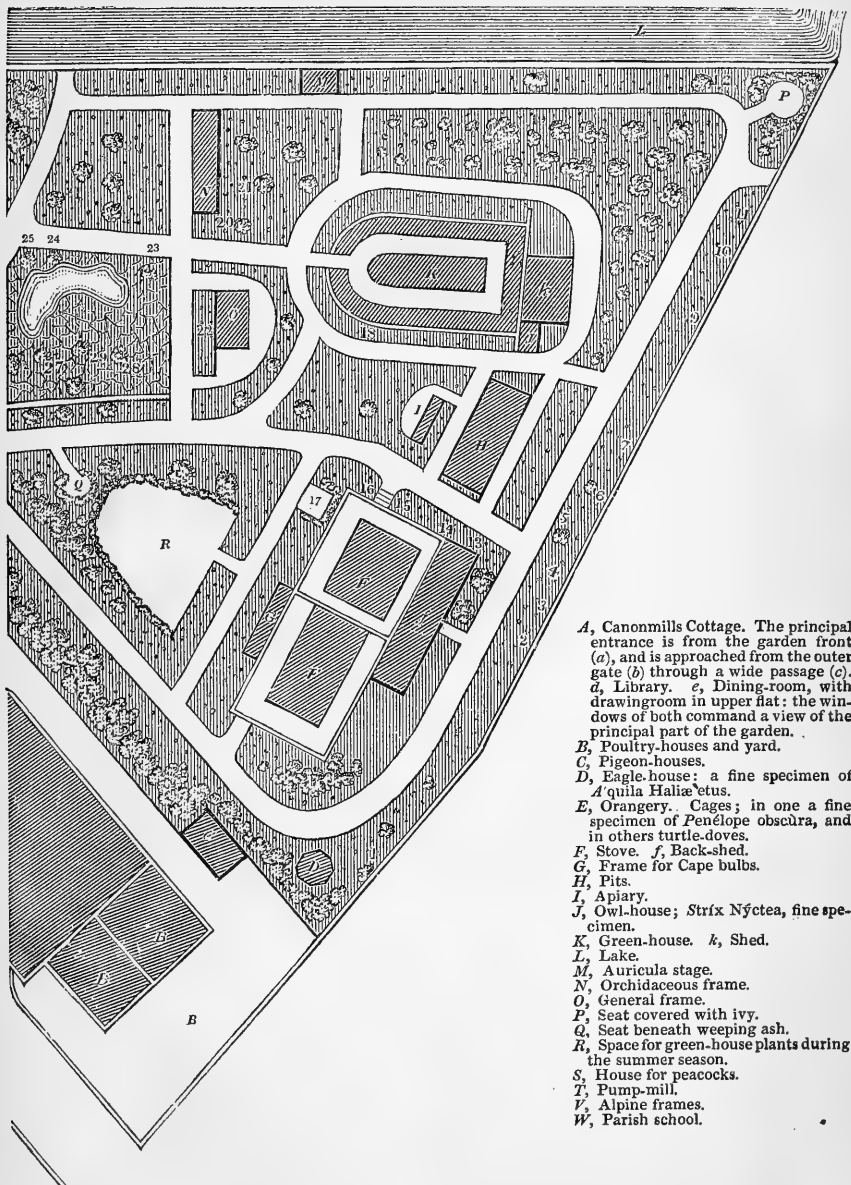 L
P
21
20
25 24
23
11
10
9
K
K
O
22
18
I
H
27
28
7
6
Q
17
16
15
14
13
5
4
3
2
R
F
G
F
D
C
B
B
B
A, Canonmills Cottage. The principal
entrance is from the garden front
(a), and is approached from the outer
gate (b) through a wide passage (c).
d, Library. e, Dining-room, with
drawingroom in upper flat: the win-
dows of both command a view of the
principal part of the garden.
B, Poultry-houses and yard.
C, Pigeon-houses.
D, Eagle-house: a fine specimen of
A'quila Haliæ'etus.
E, Orangery. Cages; in one a fine
specimen of Penélope obscùra, and
in others turtle-doves.
F, Stove. f, Back-shed.
G, Frame for Cape bulbs.
H, Pits.
I, Apiary.
J, Owl-house; Stríx Nýctea, fine spe-
cimen.
K, Green-house. k, Shed.
L, Lake.
M, Auricula stage.
N, Orchidaceous frame.
O, General frame.
P, Seat covered with ivy.
Q, Seat beneath weeping ash.
R, Space for green-house plants during
the summer season.
S, House for peacocks.
T, Pump-mill.
V, Alpine frames.
W, Parish school.